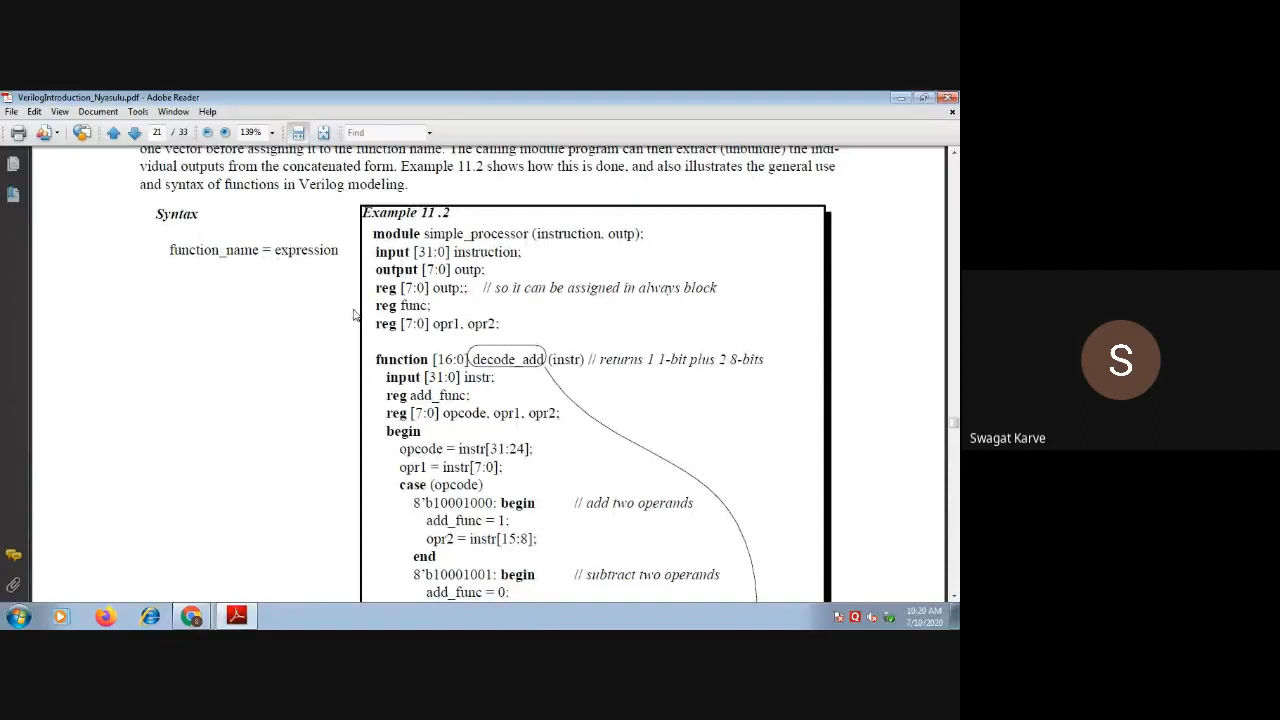 VerilogIntroduction_Nyasulu.pdf - Adobe Reader
File Edit View Document Tools Window Help
21 / 33 139% Find
one vector before assigning it to the function name. The calling module program can then extract (unbundle) the indi-
vidual outputs from the concatenated form. Example 11.2 shows how this is done, and also illustrates the general use
and syntax of functions in Verilog modeling.
Syntax
function_name = expression
Example 11 .2
module simple_processor (instruction, outp);
input [31:0] instruction;
output [7:0] outp;
reg [7:0] outp;; // so it can be assigned in always block
reg func;
reg [7:0] opr1, opr2;
function [16:0] decode_add (instr) // returns 1 1-bit plus 2 8-bits
input [31:0] instr;
reg add_func;
reg [7:0] opcode, opr1, opr2;
begin
opcode = instr[31:24];
opr1 = instr[7:0];
case (opcode)
8’b10001000: begin // add two operands
add_func = 1;
opr2 = instr[15:8];
end
8’b10001001: begin // subtract two operands
add_func = 0;
10:20 AM
7/10/2020
S
Swagat Karve